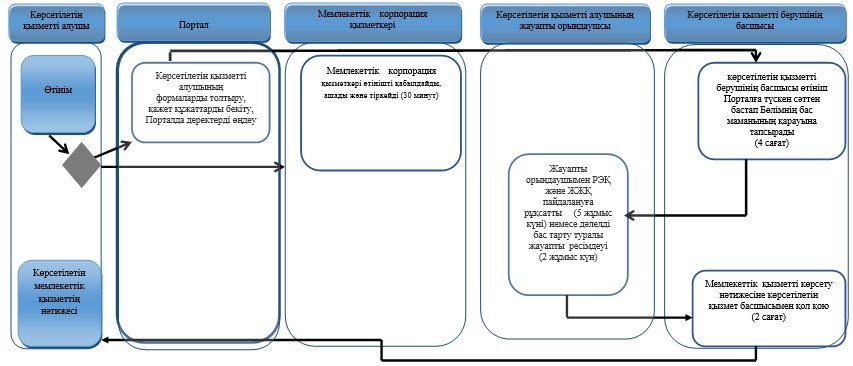 Көрсетілетін
қызметті алушы
Портал
Мемлекеттік корпорация
қызметкері
Көрсетілетін қызметті алушының
жауапты орындаушсы
Көрсетілетін қызметті берушінің
басшысы
Өтінім
Көрсетілетін қызметті
алушының
формаларды толтыру,
қажет құжаттарды бекіту,
Порталда деректерді өңдеу
Мемлекеттік корпорация
қызметкері өтінішті қабылдайды,
ашады және тіркейді (30 минут)
көрсетілетін қызметті
берушінің басшысы өтініш
Порталға түскен сәттен
бастап Бөлімнің бас
маманының қарауына
тапсырады
(4 сағат)
Жауапты
орындаушымен РЭҚ
және ЖЖҚ
пайдалануға
рұқсатты (5 жұмыс
күні) немесе дәлелді
бас тарту туралы
жауапты ресімдеуі
(2 жұмыс күн)
Көрсетілетін
мемлекеттік
қызметтің
нәтижесі
Мемлекеттік қызметті көрсету
нәтижесіне көрсетілетін
қызмет басшысымен қол қою
(2 сағат)